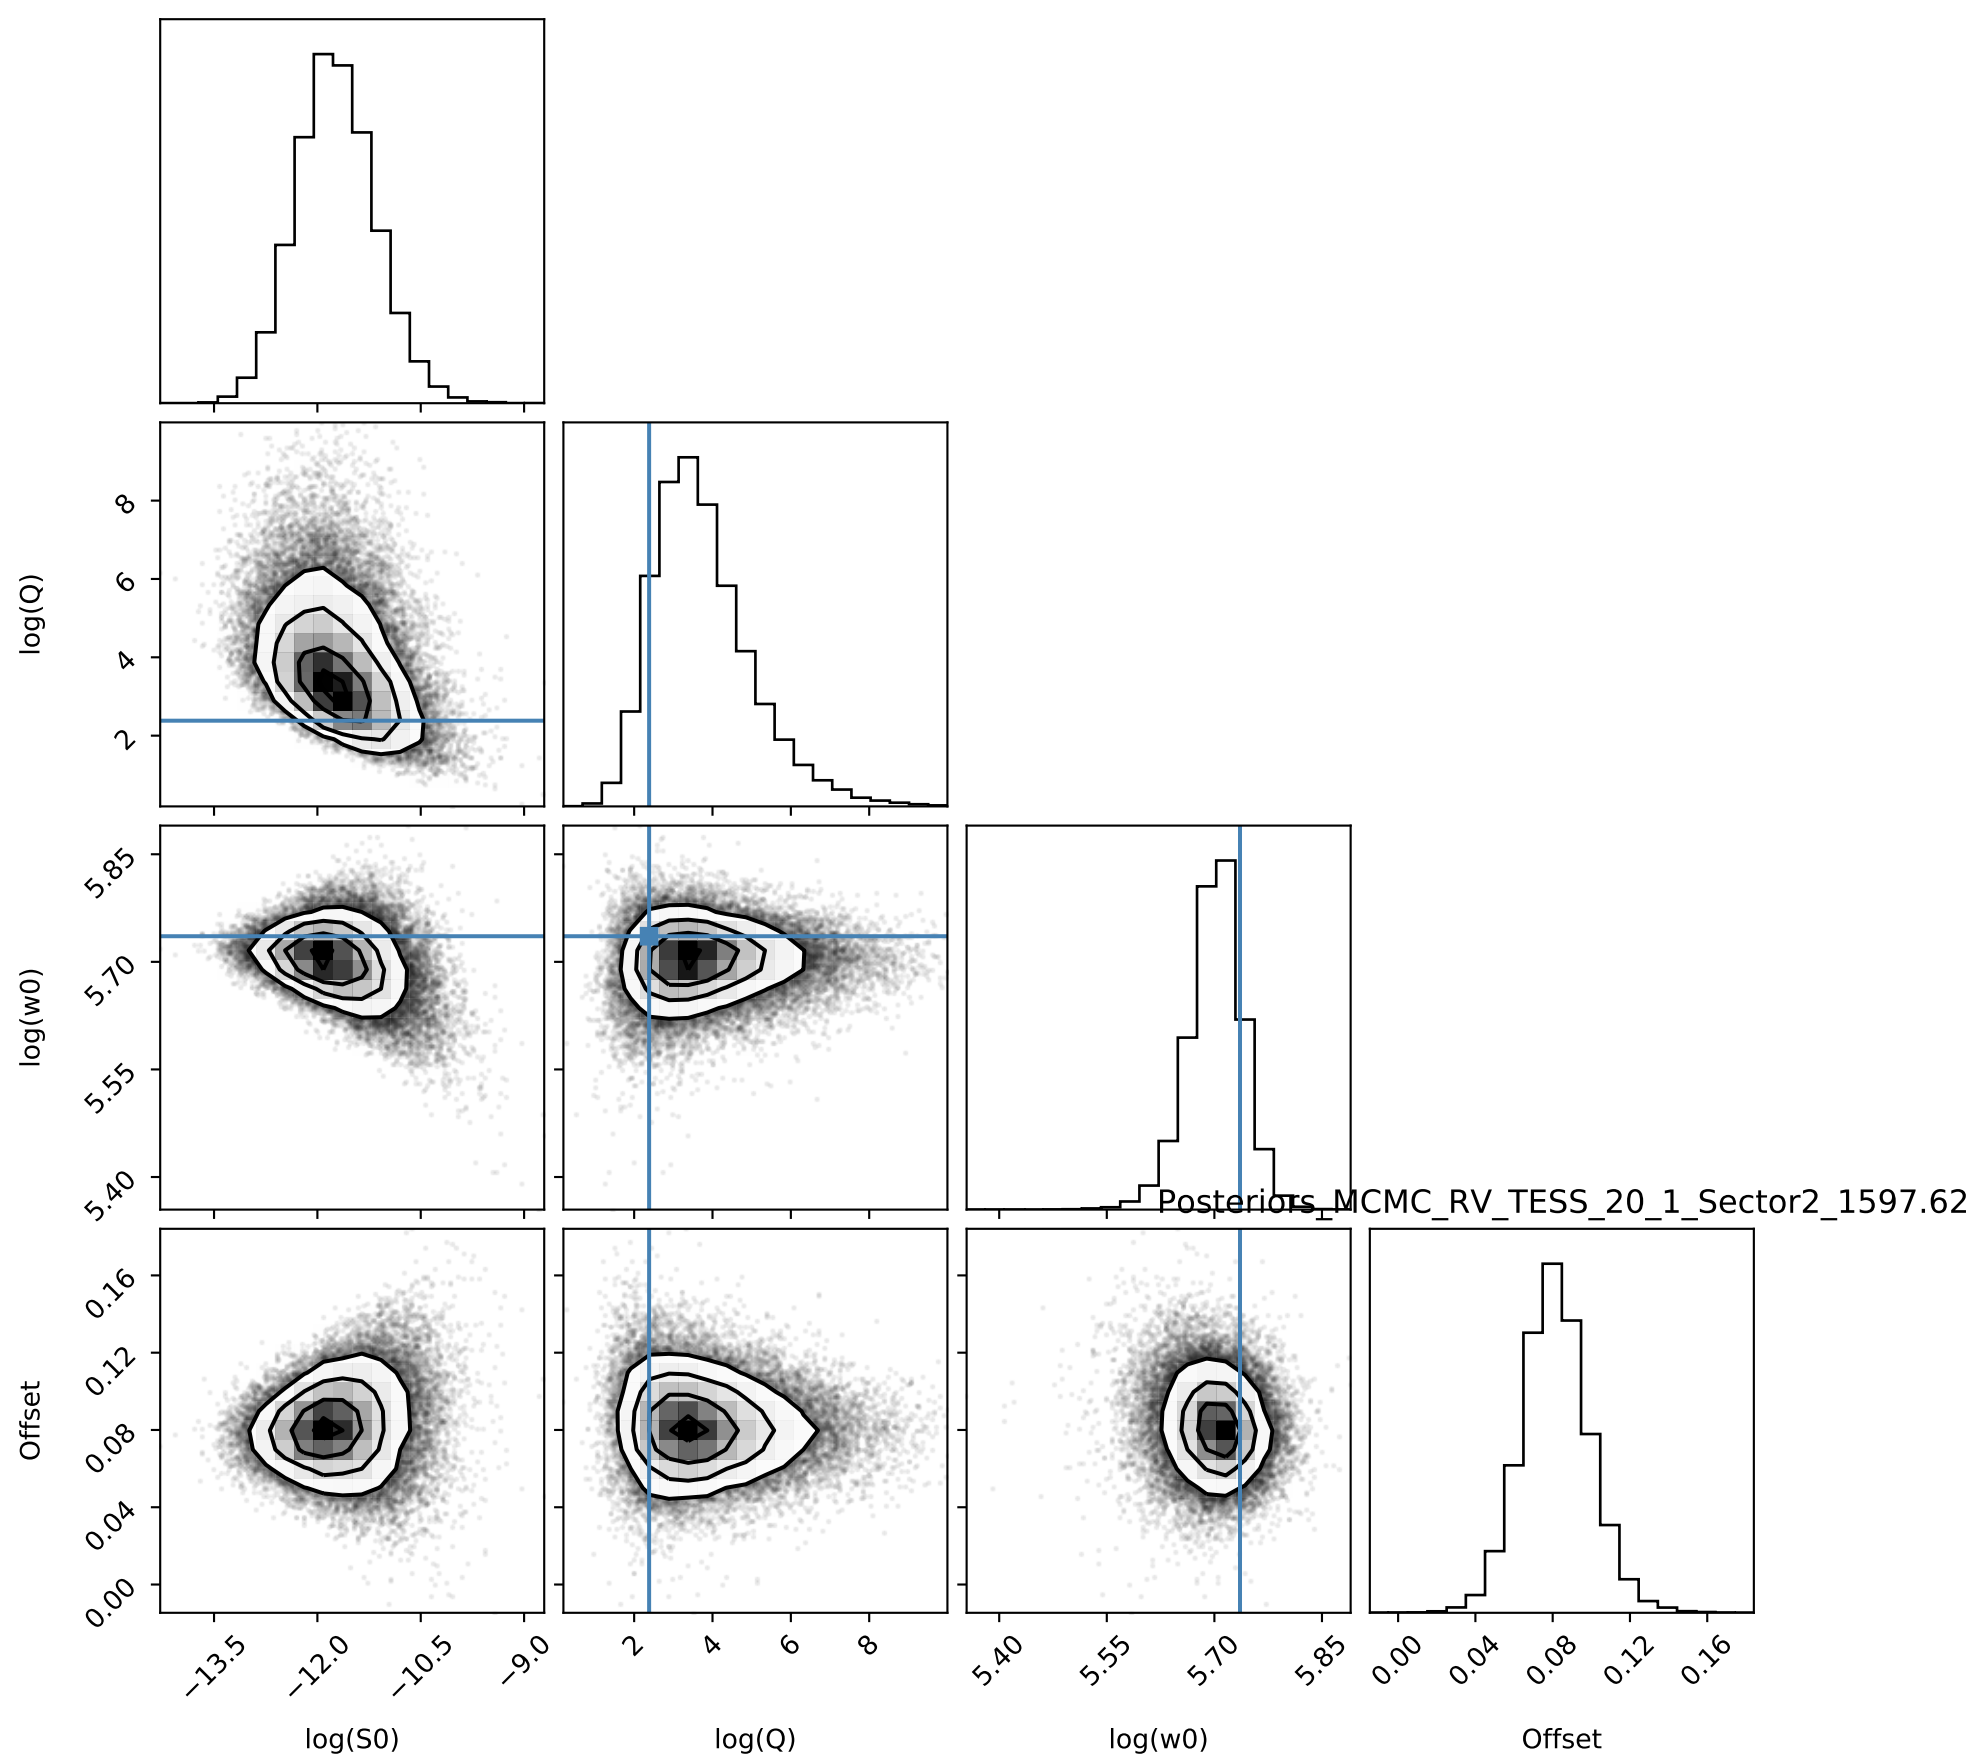 8
6
4
2
log(Q)
5.85
5.70
5.55
5.40
log(w0)
Posteriors_MCMC_RV_TESS_20_1_Sector2_1597.62
0.16
0.12
0.08
0.04
0.00
Offset
−13.5 −12.0 −10.5 −9.0 2 4 6 8 5.40 5.55 5.70 5.85 0.00 0.04 0.08 0.12 0.16
log(S0) log(Q) log(w0) Offset